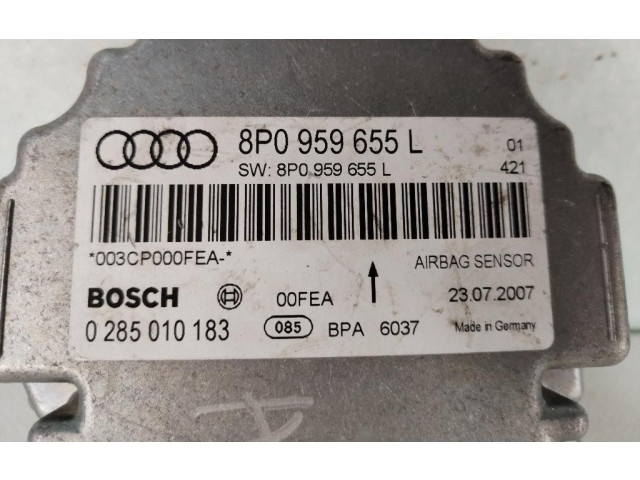 8P0 959 655 L 01
SW: 8P0 959 655 L 421
*003CP000FEA-* AIRBAG SENSOR
BOSCH 00FEA 23.07.2007
0 285 010 183 085 BPA 6037 Made in Germany